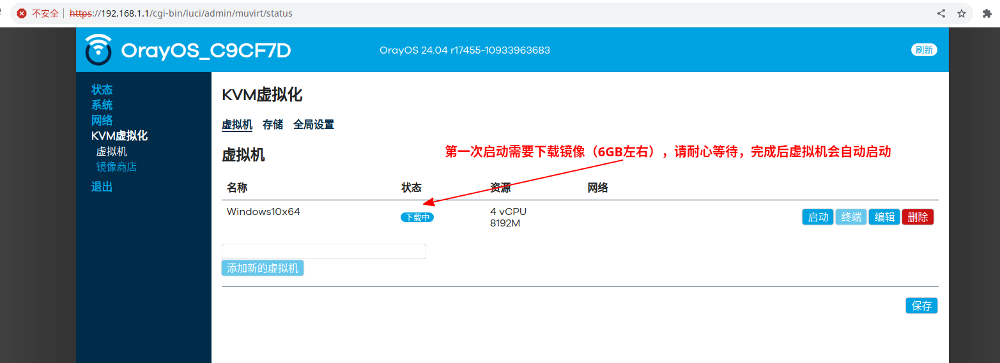 不安全 https://192.168.1.1/cgi-bin/luci/admin/muvirt/status
OrayOS_C9CF7D OrayOS 24.04 r17455-10933963683 刷新
状态
系统
网络
KVM虚拟化
虚拟机
镜像商店
退出
KVM虚拟化
虚拟机 存储 全局设置
虚拟机
第一次启动需要下载镜像（6GB左右），请耐心等待，完成后虚拟机会自动启动
名称 状态 资源 网络
Windows10x64 下载中 4 vCPU 启动 终端 编辑 删除
8192M
添加新的虚拟机
保存